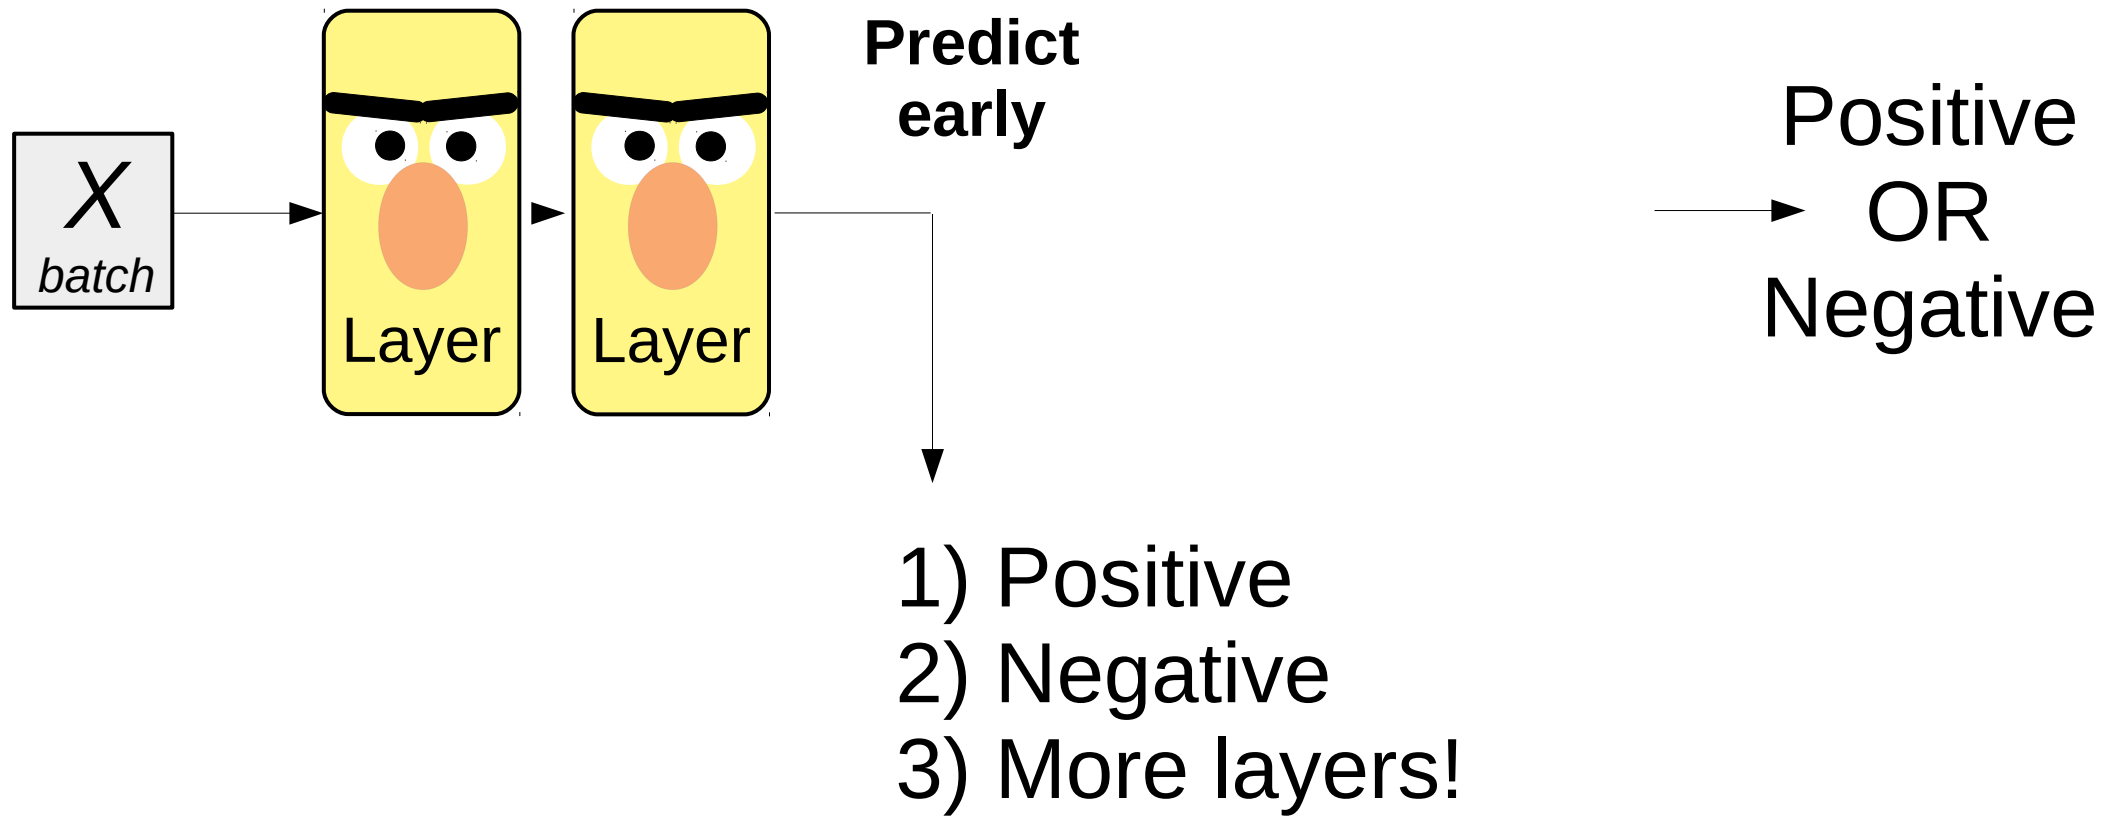 X
batch
Layer
Layer
Predict
early
Positive
OR
Negative
1) Positive
2) Negative
3) More layers!